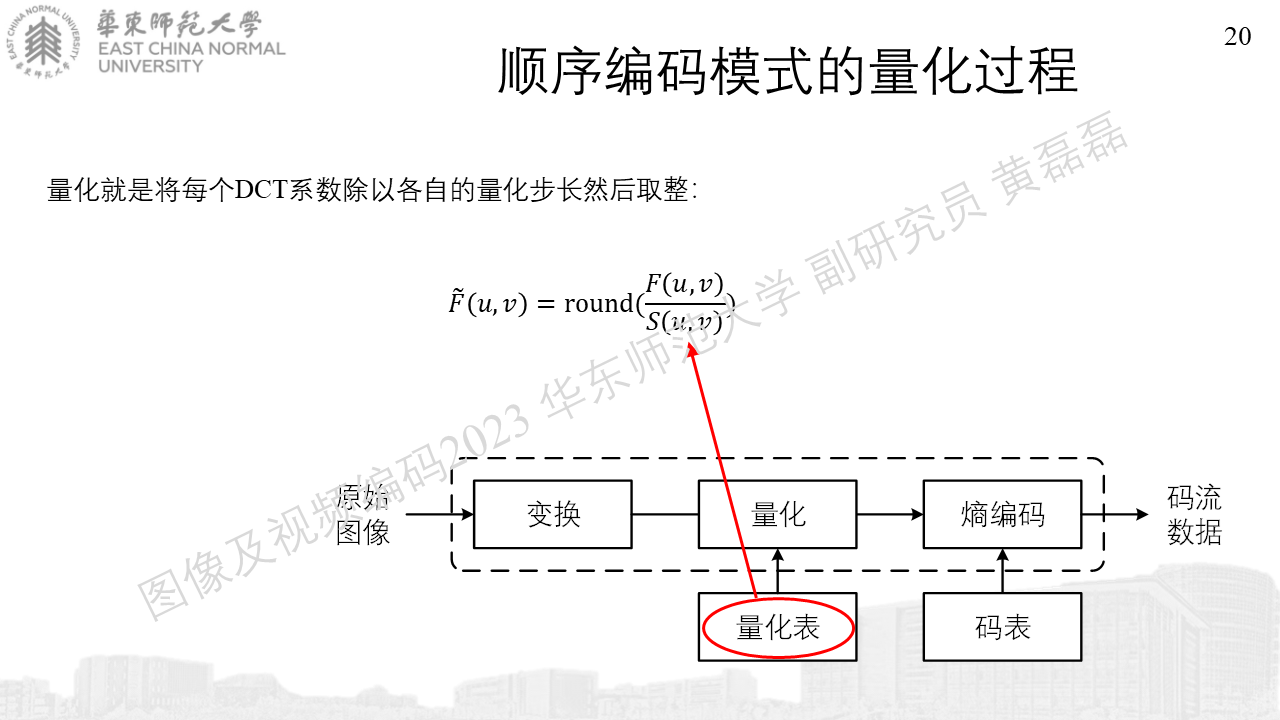 華東師範大學
EAST CHINA NORMAL
UNIVERSITY
EAST CHINA NORMAL UNIVERSITY
華東師範大學
20
顺序编码模式的量化过程
量化就是将每个DCT系数除以各自的量化步长然后取整：
F̃(u,v) = round(F(u,v)/S(u,v))
图像及视频编码2023 华东师范大学 副研究员 黄磊磊
原始
图像
变换
量化
熵编码
码流
数据
量化表
码表